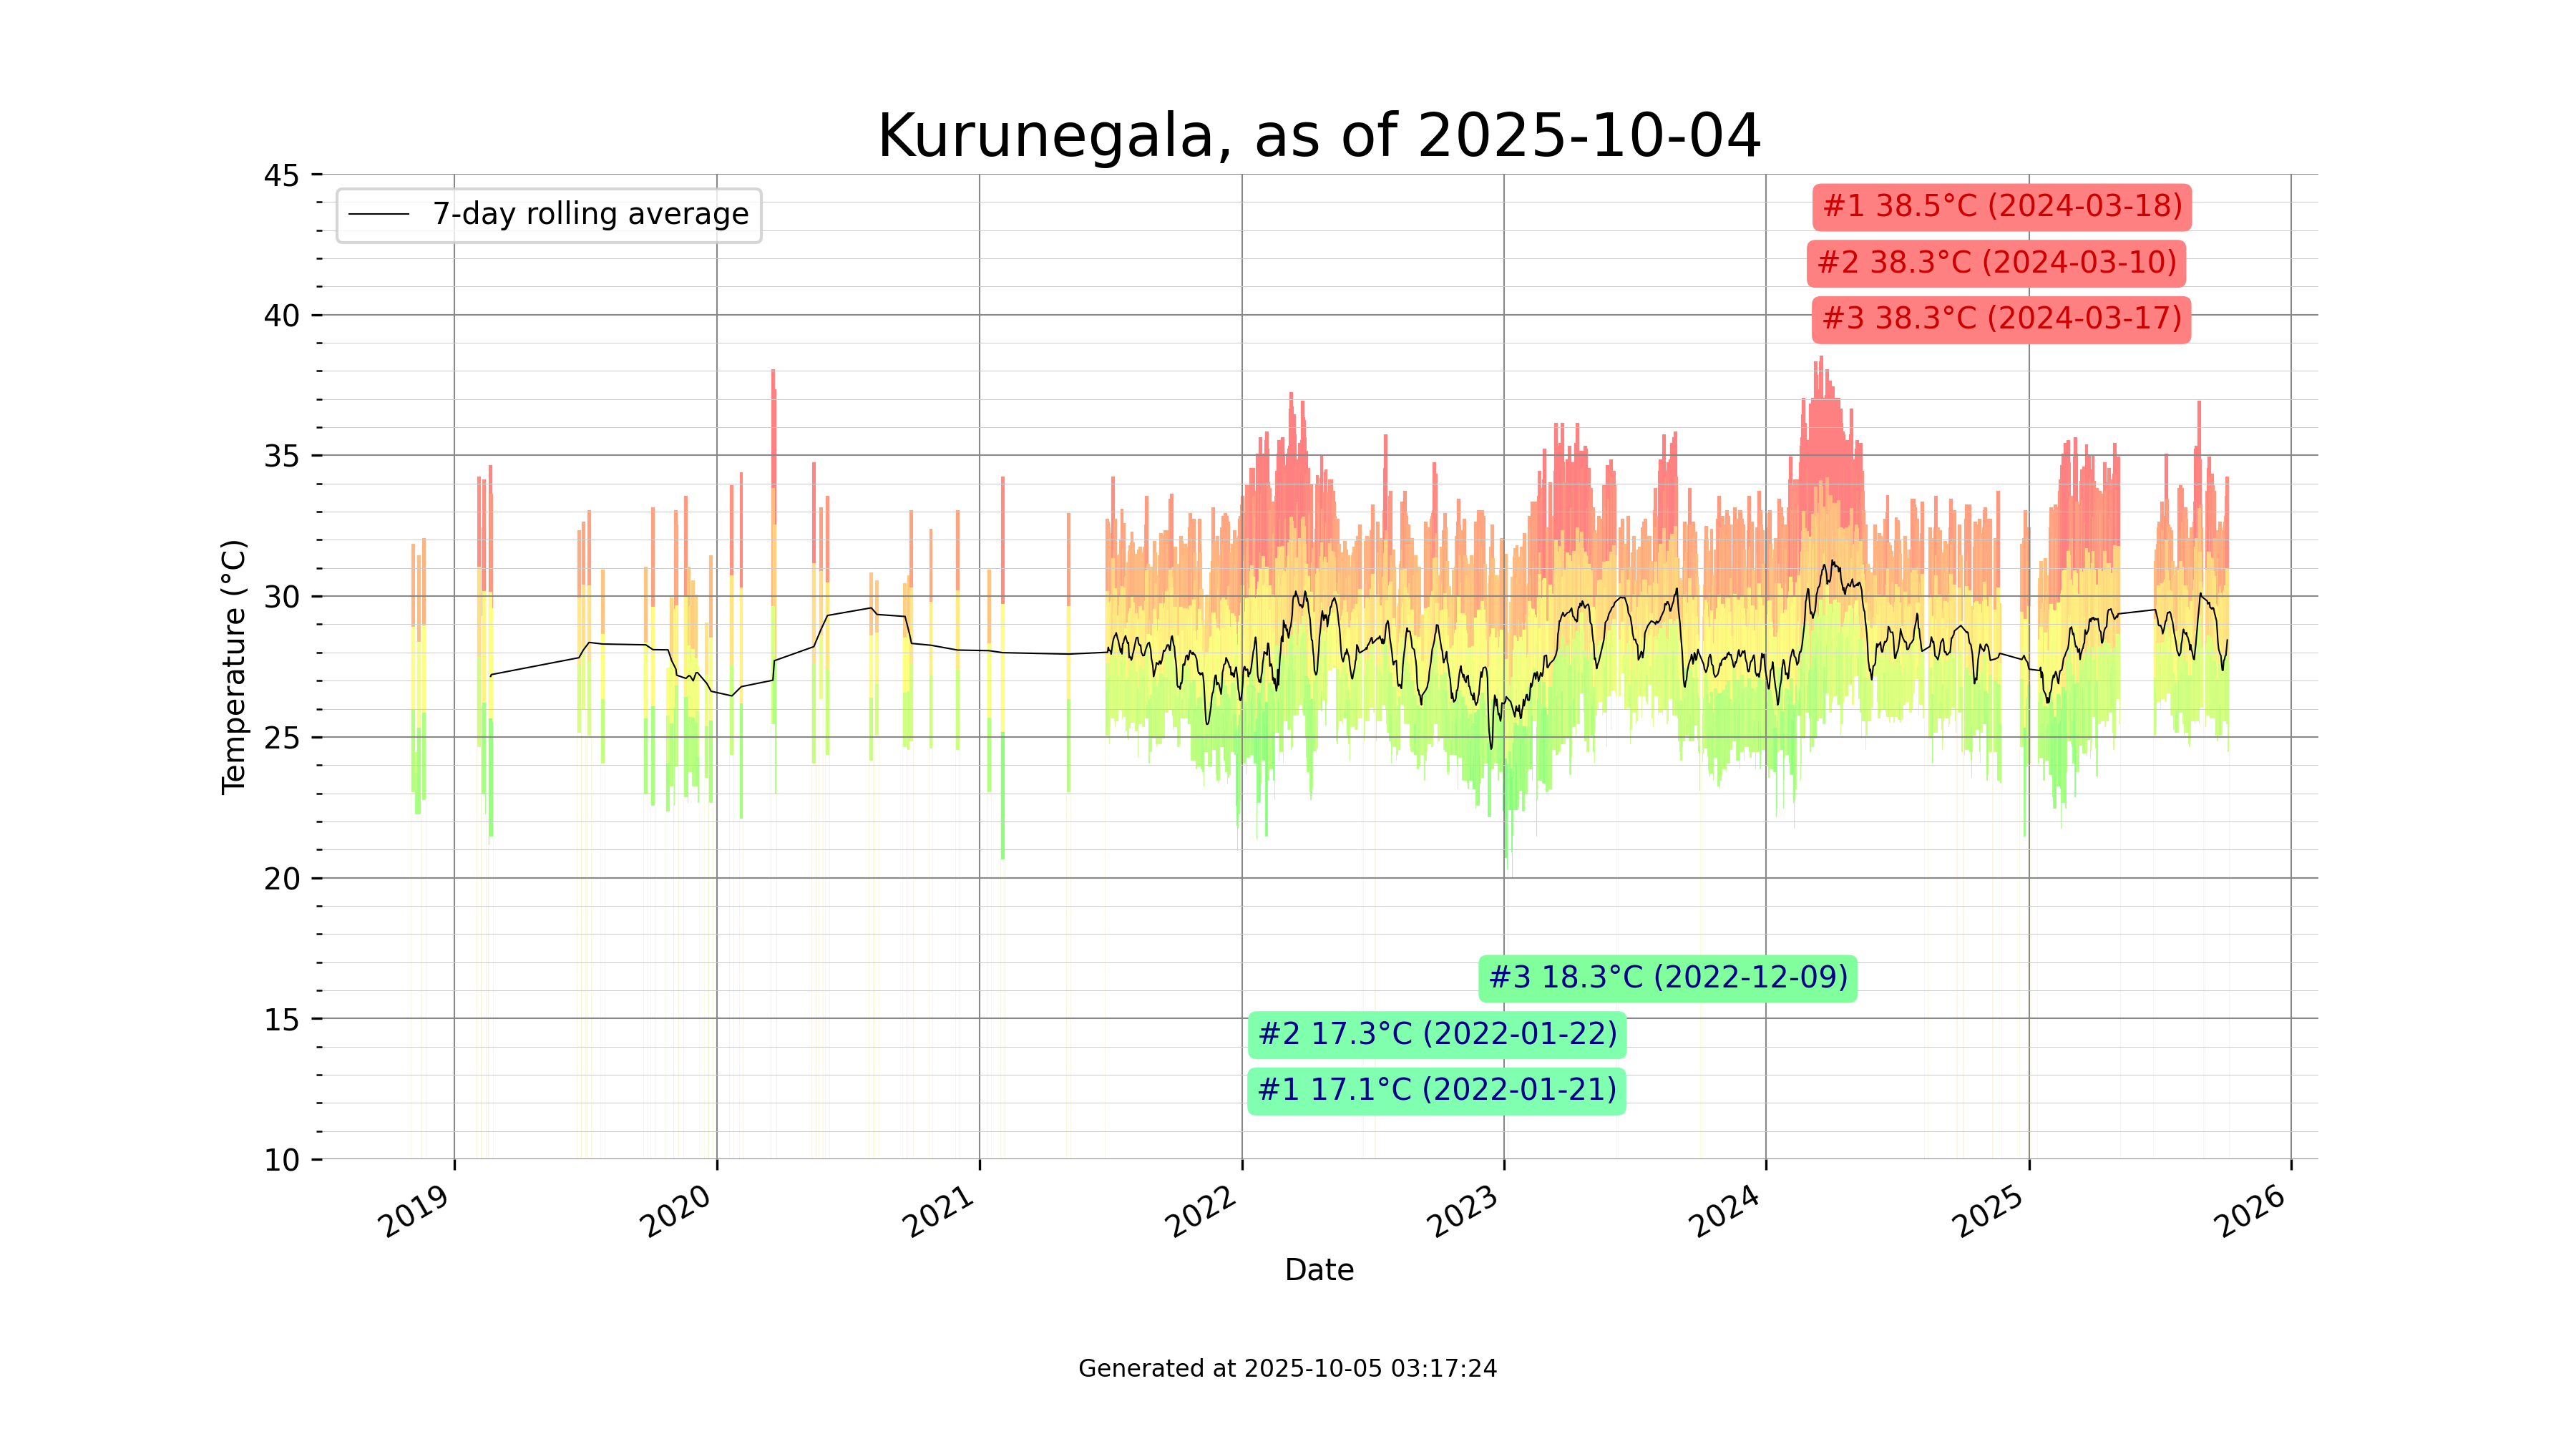 Kurunegala, as of 2025-10-04
45
40
35
30
25
20
15
10
Temperature (°C)
7-day rolling average
#1 38.5°C (2024-03-18)
#2 38.3°C (2024-03-10)
#3 38.3°C (2024-03-17)
#3 18.3°C (2022-12-09)
#2 17.3°C (2022-01-22)
#1 17.1°C (2022-01-21)
2019 2020 2021 2022 2023 2024 2025 2026
Date
Generated at 2025-10-05 03:17:24